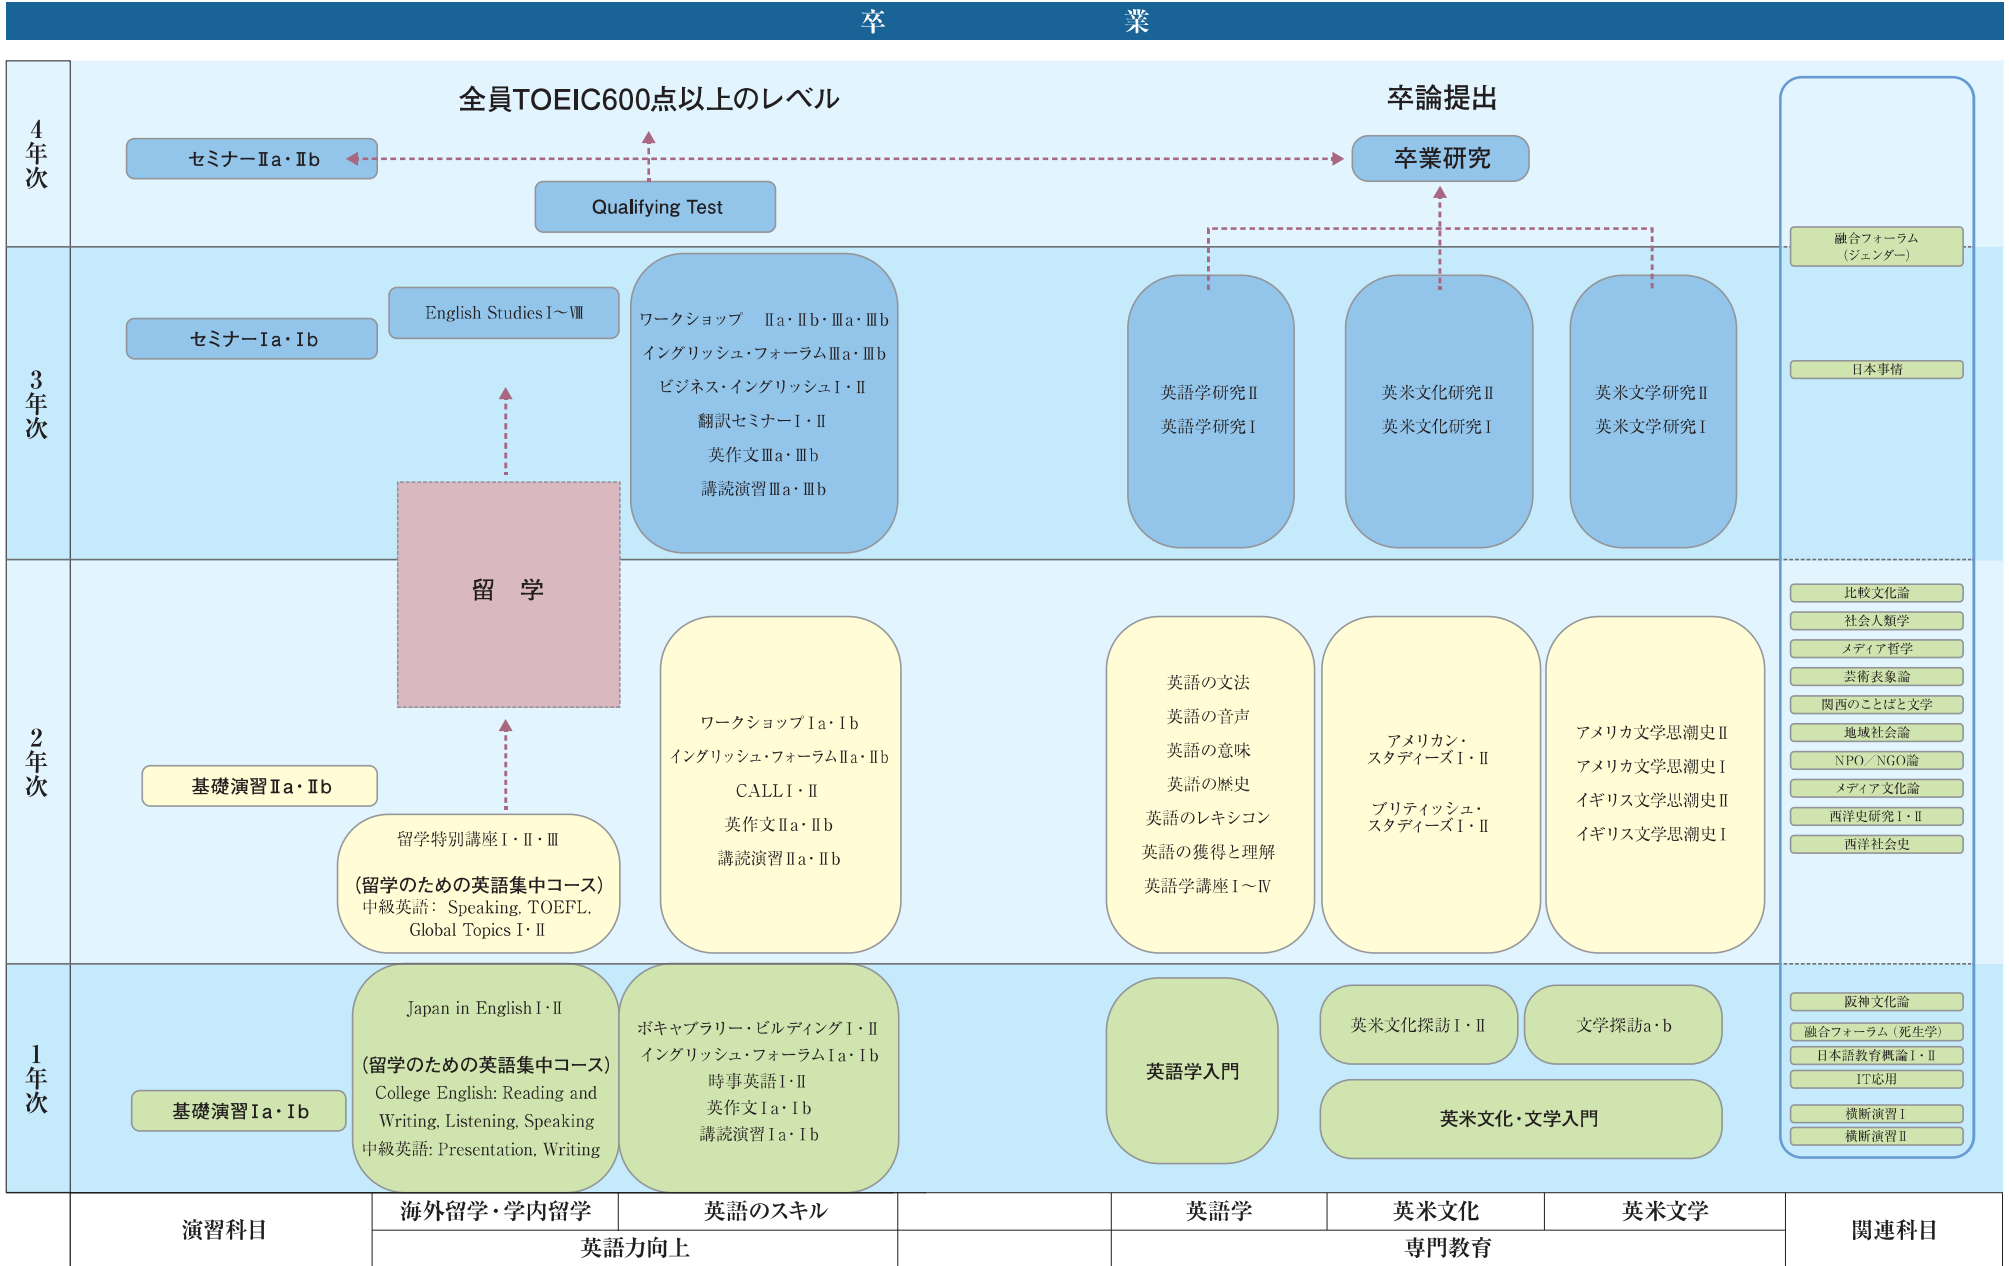 卒　業
4年次
全員TOEIC600点以上のレベル
卒論提出
セミナーⅡa・Ⅱb
卒業研究
Qualifying Test
融合フォーラム
（ジェンダー）
3年次
セミナーⅠa・Ⅰb
English Studies Ⅰ～Ⅷ
ワークショップ　Ⅱa・Ⅱb・Ⅲa・Ⅲb
イングリッシュ・フォーラムⅢa・Ⅲb
ビジネス・イングリッシュⅠ・Ⅱ
翻訳セミナーⅠ・Ⅱ
英作文Ⅲa・Ⅲb
講読演習Ⅲa・Ⅲb
英語学研究Ⅱ
英語学研究Ⅰ
英米文化研究Ⅱ
英米文化研究Ⅰ
英米文学研究Ⅱ
英米文学研究Ⅰ
日本事情
留　学
2年次
基礎演習Ⅱa・Ⅱb
留学特別講座Ⅰ・Ⅱ・Ⅲ
（留学のための英語集中コース）
中級英語： Speaking, TOEFL,
Global Topics Ⅰ・Ⅱ
ワークショップⅠa・Ⅰb
イングリッシュ・フォーラムⅡa・Ⅱb
CALLⅠ・Ⅱ
英作文Ⅱa・Ⅱb
講読演習Ⅱa・Ⅱb
英語の文法
英語の音声
英語の意味
英語の歴史
英語のレキシコン
英語の獲得と理解
英語学講座Ⅰ～Ⅳ
アメリカン・
スタディーズⅠ・Ⅱ
ブリティッシュ・
スタディーズⅠ・Ⅱ
アメリカ文学思潮史Ⅱ
アメリカ文学思潮史Ⅰ
イギリス文学思潮史Ⅱ
イギリス文学思潮史Ⅰ
比較文化論
社会人類学
メディア哲学
芸術表象論
関西のことばと文学
地域社会論
NPO／NGO論
メディア文化論
西洋史研究Ⅰ・Ⅱ
西洋社会史
1年次
基礎演習Ⅰa・Ⅰb
Japan in EnglishⅠ・Ⅱ
（留学のための英語集中コース）
College English: Reading and
Writing, Listening, Speaking
中級英語: Presentation, Writing
ボキャブラリー・ビルディングⅠ・Ⅱ
イングリッシュ・フォーラムⅠa・Ⅰb
時事英語Ⅰ・Ⅱ
英作文Ⅰa・Ⅰb
講読演習Ⅰa・Ⅰb
英語学入門
英米文化探訪Ⅰ・Ⅱ
文学探訪a・b
英米文化・文学入門
阪神文化論
融合フォーラム（死生学）
日本語教育概論Ⅰ・Ⅱ
IT応用
横断演習Ⅰ
横断演習Ⅱ
演習科目
海外留学・学内留学
英語のスキル
英語力向上
英語学
英米文化
英米文学
専門教育
関連科目